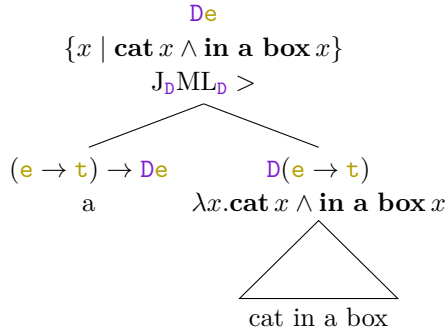 De
{x | cat x ∧ in a box x}
J_D ML_D >
(e → t) → De
D(e → t)
a
λx.cat x ∧ in a box x
cat in a box